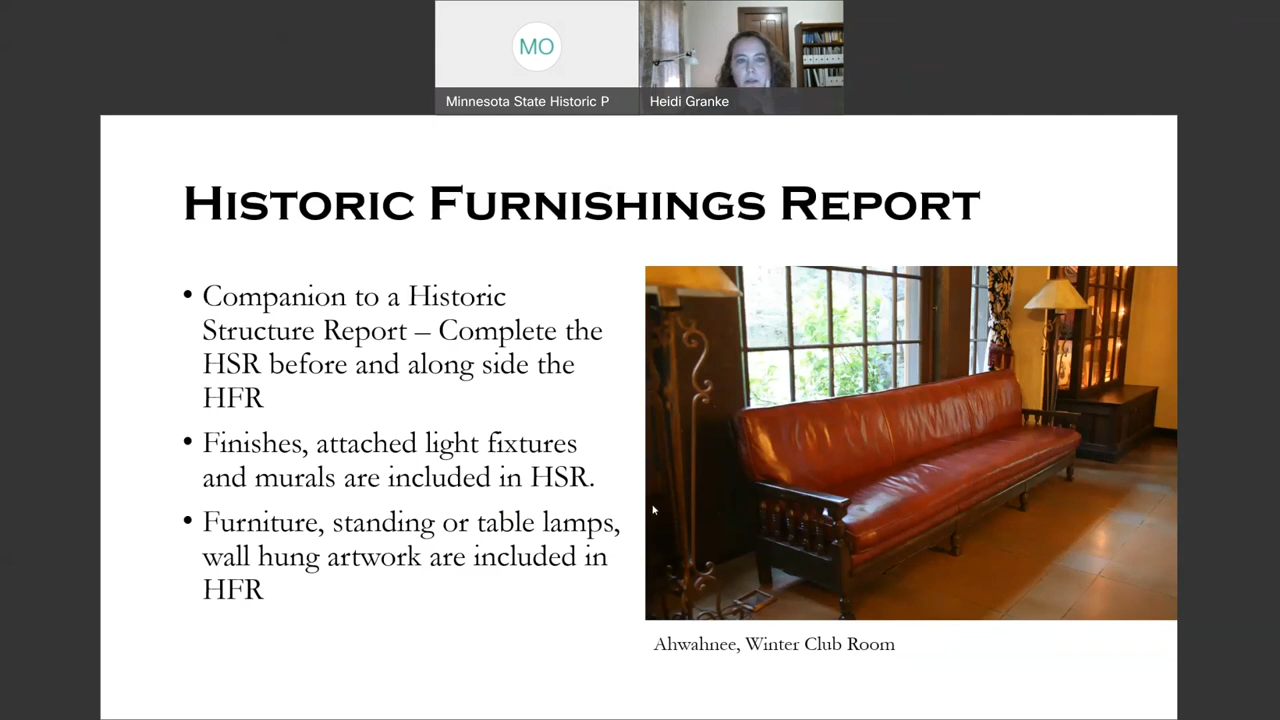 MO
Minnesota State Historic P
Heidi Granke
HISTORIC FURNISHINGS REPORT
• Companion to a Historic
Structure Report – Complete the
HSR before and along side the
HFR
• Finishes, attached light fixtures
and murals are included in HSR.
• Furniture, standing or table lamps,
wall hung artwork are included in
HFR
Ahwahnee, Winter Club Room